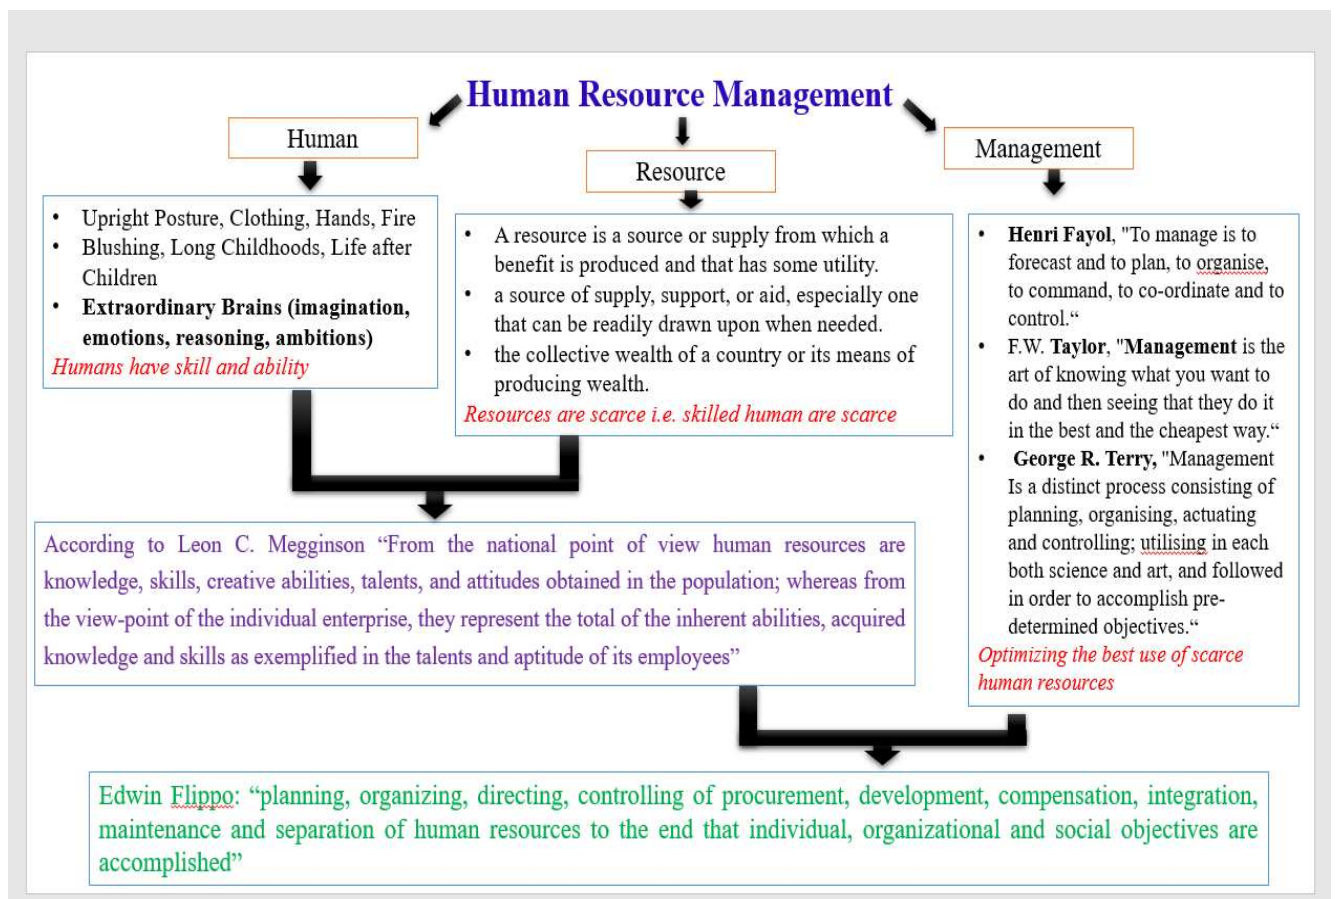 Human Resource Management
Human
Resource
Management
• Upright Posture, Clothing, Hands, Fire
• Blushing, Long Childhoods, Life after
Children
• Extraordinary Brains (imagination,
emotions, reasoning, ambitions)
Humans have skill and ability
• A resource is a source or supply from which a
benefit is produced and that has some utility.
• a source of supply, support, or aid, especially one
that can be readily drawn upon when needed.
• the collective wealth of a country or its means of
producing wealth.
Resources are scarce i.e. skilled human are scarce
• Henri Fayol, "To manage is to
forecast and to plan, to organise,
to command, to co-ordinate and to
control.“
• F.W. Taylor, "Management is the
art of knowing what you want to
do and then seeing that they do it
in the best and the cheapest way.“
• George R. Terry, "Management
Is a distinct process consisting of
planning, organising, actuating
and controlling; utilising in each
both science and art, and followed
in order to accomplish pre-
determined objectives.“
Optimizing the best use of scarce
human resources
According to Leon C. Megginson “From the national point of view human resources are
knowledge, skills, creative abilities, talents, and attitudes obtained in the population; whereas from
the view-point of the individual enterprise, they represent the total of the inherent abilities, acquired
knowledge and skills as exemplified in the talents and aptitude of its employees”
Edwin Flippo: “planning, organizing, directing, controlling of procurement, development, compensation, integration,
maintenance and separation of human resources to the end that individual, organizational and social objectives are
accomplished”